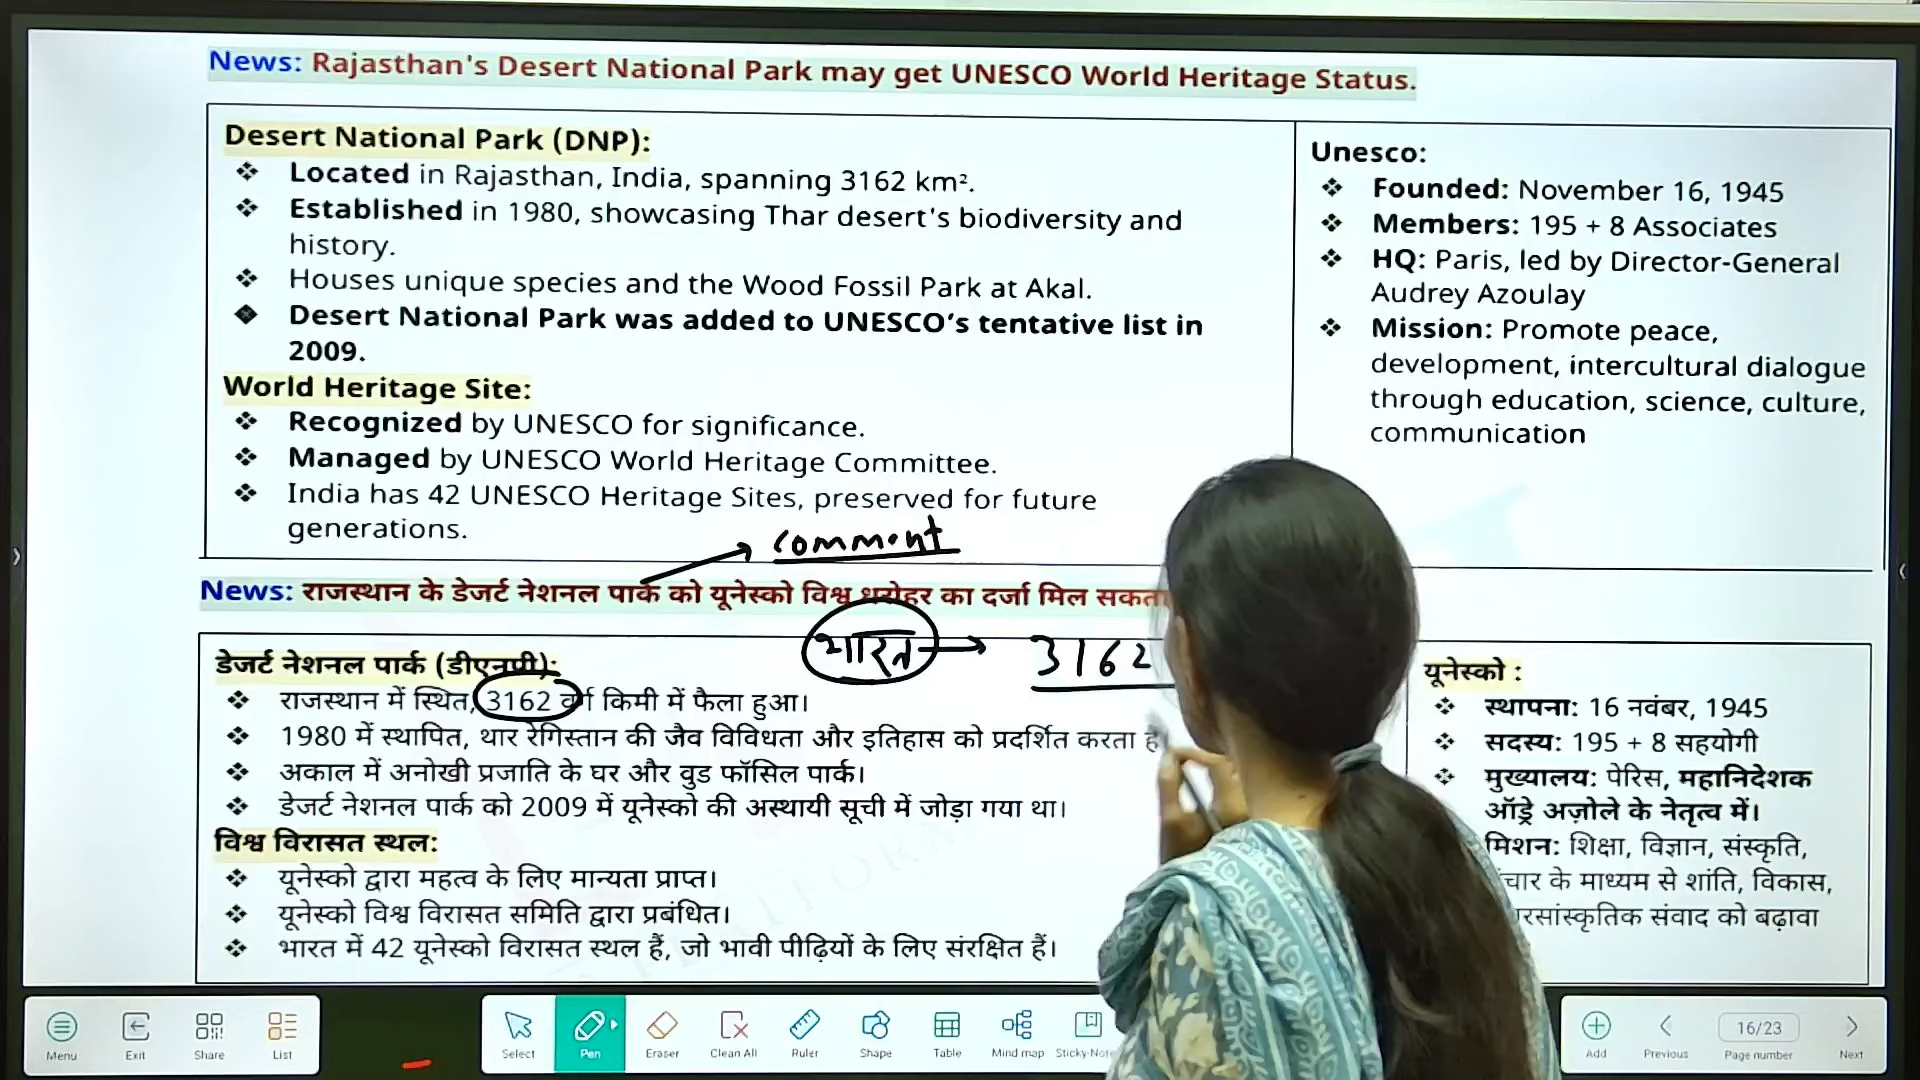 News: Rajasthan's Desert National Park may get UNESCO World Heritage Status.
Desert National Park (DNP):
❖ Located in Rajasthan, India, spanning 3162 km².
❖ Established in 1980, showcasing Thar desert's biodiversity and
history.
❖ Houses unique species and the Wood Fossil Park at Akal.
❖ Desert National Park was added to UNESCO’s tentative list in
2009.
World Heritage Site:
❖ Recognized by UNESCO for significance.
❖ Managed by UNESCO World Heritage Committee.
❖ India has 42 UNESCO Heritage Sites, preserved for future
generations.
Unesco:
❖ Founded: November 16, 1945
❖ Members: 195 + 8 Associates
❖ HQ: Paris, led by Director-General
Audrey Azoulay
❖ Mission: Promote peace,
development, intercultural dialogue
through education, science, culture,
communication
comment
News: राजस्थान के डेजर्ट नेशनल पार्क को यूनेस्को विश्व धरोहर का दर्जा मिल सकता
भारत → 3162
डेजर्ट नेशनल पार्क (डीएनपी):
❖ राजस्थान में स्थित, 3162 वर्ग किमी में फैला हुआ।
❖ 1980 में स्थापित, थार रेगिस्तान की जैव विविधता और इतिहास को प्रदर्शित करता है
❖ अकाल में अनोखी प्रजाति के घर और वुड फॉसिल पार्क।
❖ डेजर्ट नेशनल पार्क को 2009 में यूनेस्को की अस्थायी सूची में जोड़ा गया था।
विश्व विरासत स्थल:
❖ यूनेस्को द्वारा महत्व के लिए मान्यता प्राप्त।
❖ यूनेस्को विश्व विरासत समिति द्वारा प्रबंधित।
❖ भारत में 42 यूनेस्को विरासत स्थल हैं, जो भावी पीढ़ियों के लिए संरक्षित हैं।
यूनेस्को :
❖ स्थापना: 16 नवंबर, 1945
❖ सदस्य: 195 + 8 सहयोगी
❖ मुख्यालय: पेरिस, महानिदेशक
ऑड्रे अज़ोले के नेतृत्व में।
मिशन: शिक्षा, विज्ञान, संस्कृति,
के माध्यम से शांति, विकास,
संवाद को बढ़ावा
Menu Exit Share List Select Pen Eraser Clean All Ruler Shape Table Mind map Sticky-Note Add Previous 16/23 Page number Next